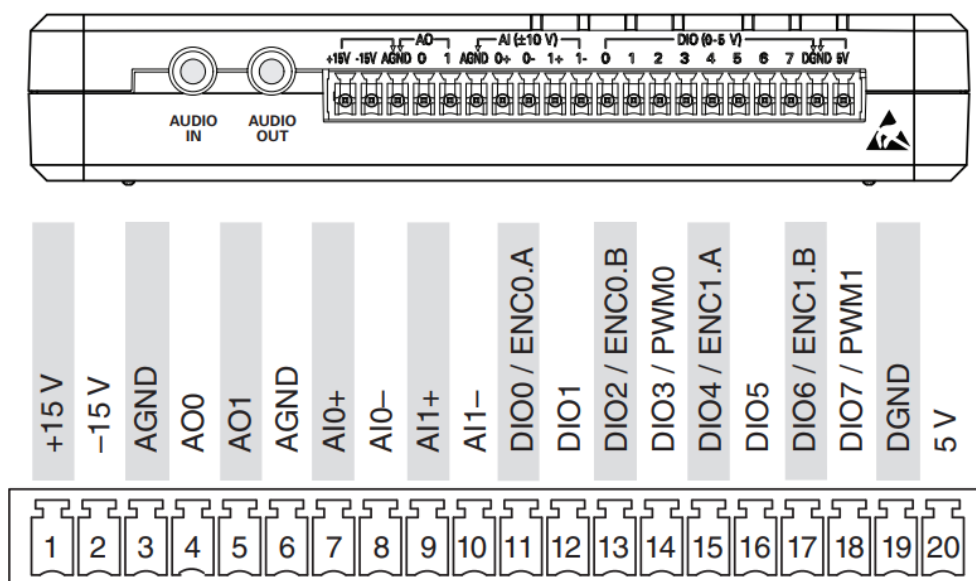 AO AI (±10 V) DIO (0-5 V)
+15V -15V AGND 0 1 AGND 0+ 0- 1+ 1- 0 1 2 3 4 5 6 7 DGND 5V
AUDIO IN
AUDIO OUT
+15 V
–15 V
AGND
AO0
AO1
AGND
AI0+
AI0–
AI1+
AI1–
DIO0 / ENC0.A
DIO1
DIO2 / ENC0.B
DIO3 / PWM0
DIO4 / ENC1.A
DIO5
DIO6 / ENC1.B
DIO7 / PWM1
DGND
5 V
1 2 3 4 5 6 7 8 9 10 11 12 13 14 15 16 17 18 19 20